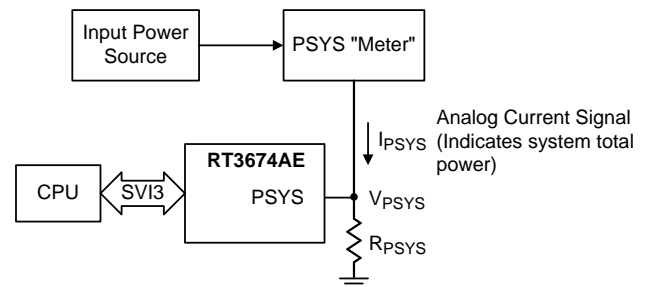 Input Power
Source
PSYS "Meter"
IPSYS
Analog Current Signal
(Indicates system total
power)
RT3674AE
CPU
SVI3
PSYS
VPSYS
RPSYS